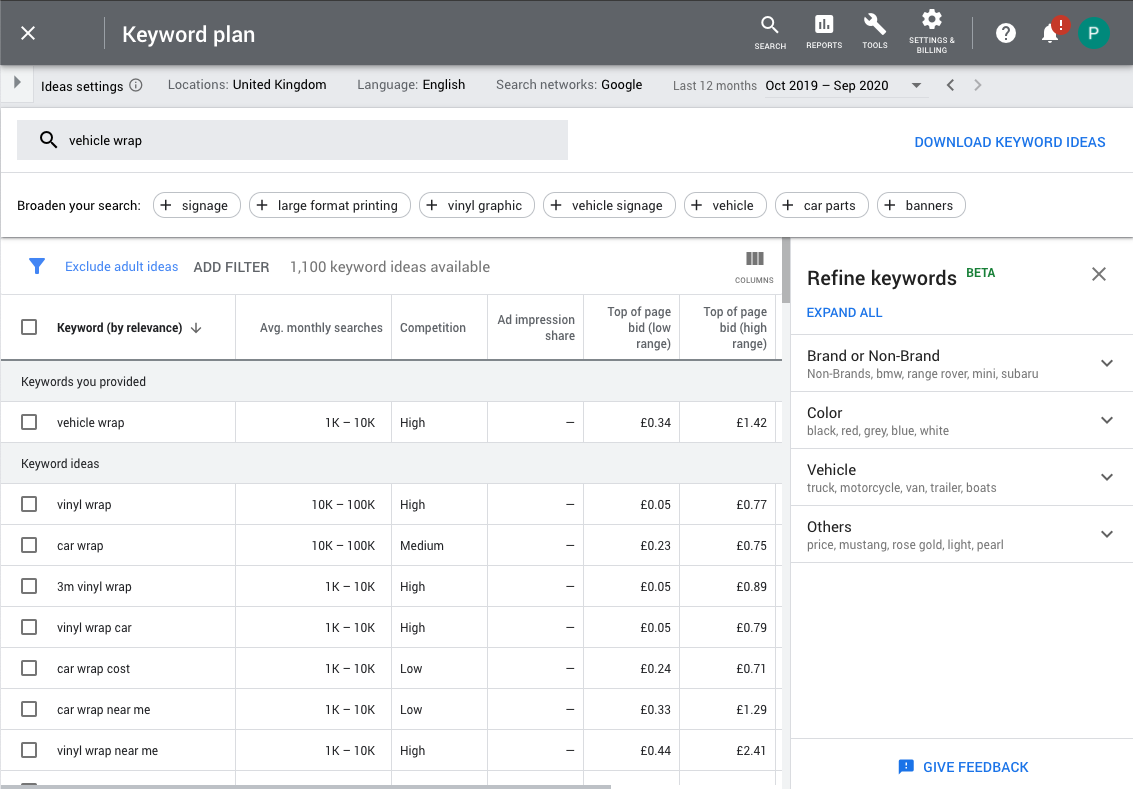 Keyword plan
SEARCH
REPORTS
TOOLS
SETTINGS &
BILLING
P
Ideas settings
Locations: United Kingdom
Language: English
Search networks: Google
Last 12 months Oct 2019 – Sep 2020
vehicle wrap
DOWNLOAD KEYWORD IDEAS
Broaden your search: + signage + large format printing + vinyl graphic + vehicle signage + vehicle + car parts + banners
Exclude adult ideas ADD FILTER 1,100 keyword ideas available
COLUMNS
Keyword (by relevance) Avg. monthly searches Competition Ad impression share Top of page bid (low range) Top of page bid (high range)
Keywords you provided
vehicle wrap 1K – 10K High – £0.34 £1.42
Keyword ideas
vinyl wrap 10K – 100K High – £0.05 £0.77
car wrap 10K – 100K Medium – £0.23 £0.75
3m vinyl wrap 1K – 10K High – £0.05 £0.89
vinyl wrap car 1K – 10K High – £0.05 £0.79
car wrap cost 1K – 10K Low – £0.24 £0.71
car wrap near me 1K – 10K Low – £0.33 £1.29
vinyl wrap near me 1K – 10K High – £0.44 £2.41
Refine keywords BETA
EXPAND ALL
Brand or Non-Brand
Non-Brands, bmw, range rover, mini, subaru
Color
black, red, grey, blue, white
Vehicle
truck, motorcycle, van, trailer, boats
Others
price, mustang, rose gold, light, pearl
GIVE FEEDBACK